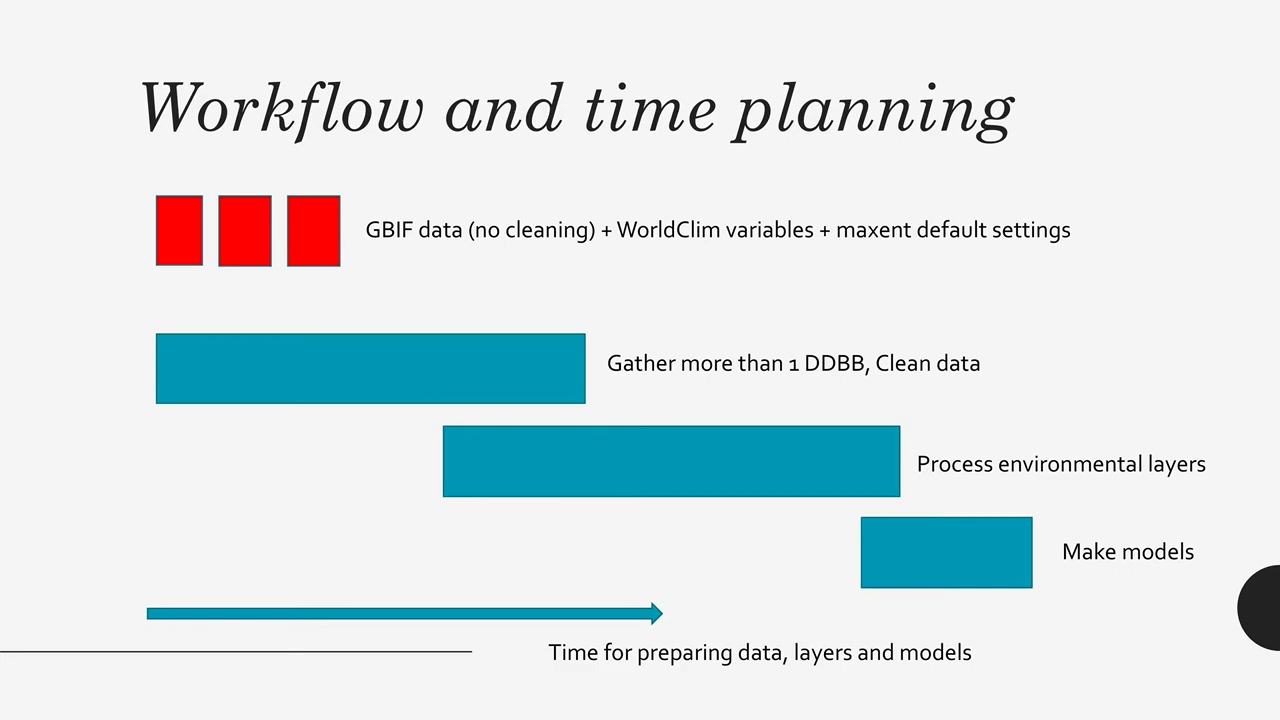 Workflow and time planning
GBIF data (no cleaning) + WorldClim variables + maxent default settings
Gather more than 1 DDBB, Clean data
Process environmental layers
Make models
Time for preparing data, layers and models